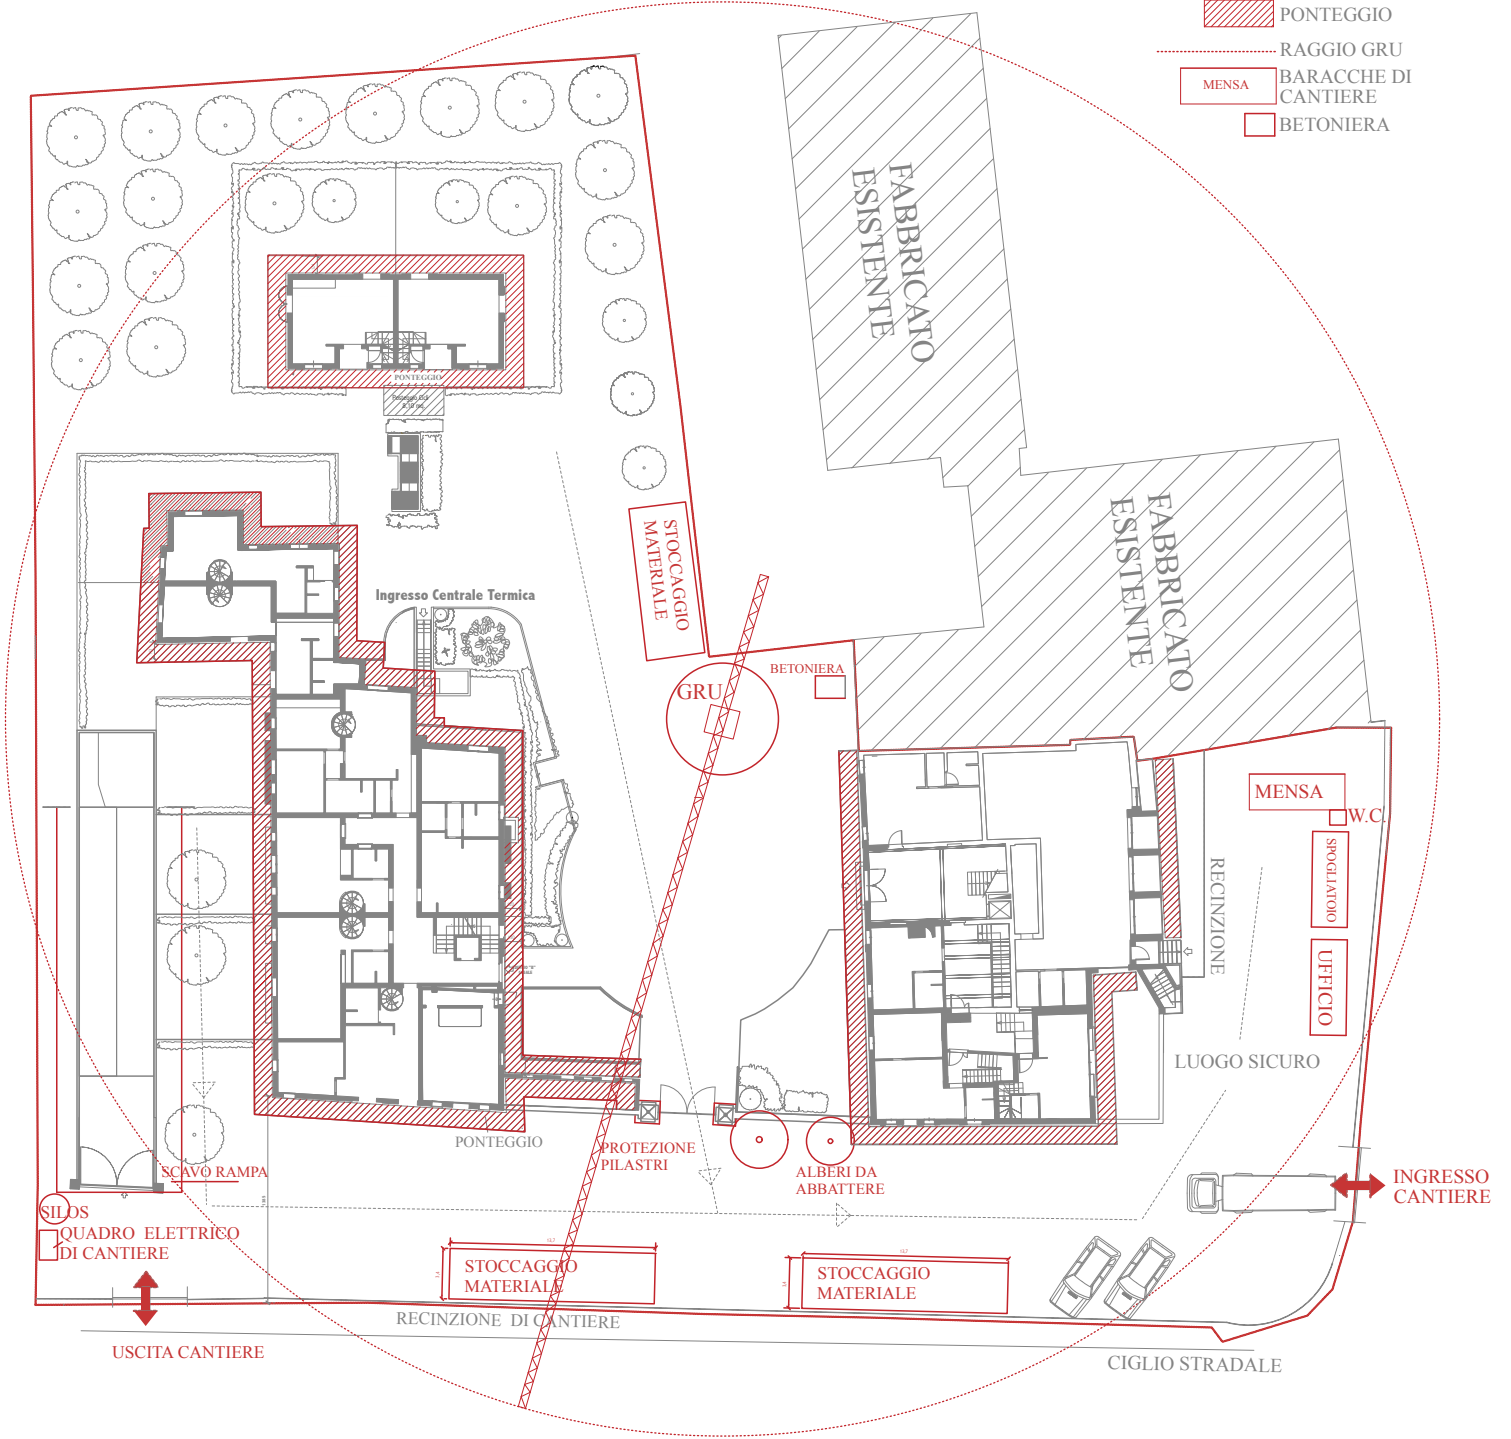 PONTEGGIO
RAGGIO GRU
MENSA
BARACCHE DI
CANTIERE
BETONIERA
FABBRICATO
ESISTENTE
PONTEGGIO
FABBRICATO
ESISTENTE
STOCCAGGIO
MATERIALE
Ingresso Centrale Termica
BETONIERA
GRU
MENSA
W.C.
SPOGLIATOIO
RECINZIONE
UFFICIO
LUOGO SICURO
PONTEGGIO
PROTEZIONE
PILASTRI
ALBERI DA
ABBATTERE
SCAVO RAMPA
INGRESSO
CANTIERE
SILOS
QUADRO ELETTRICO
DI CANTIERE
STOCCAGGIO
MATERIALE
STOCCAGGIO
MATERIALE
RECINZIONE DI CANTIERE
USCITA CANTIERE
CIGLIO STRADALE